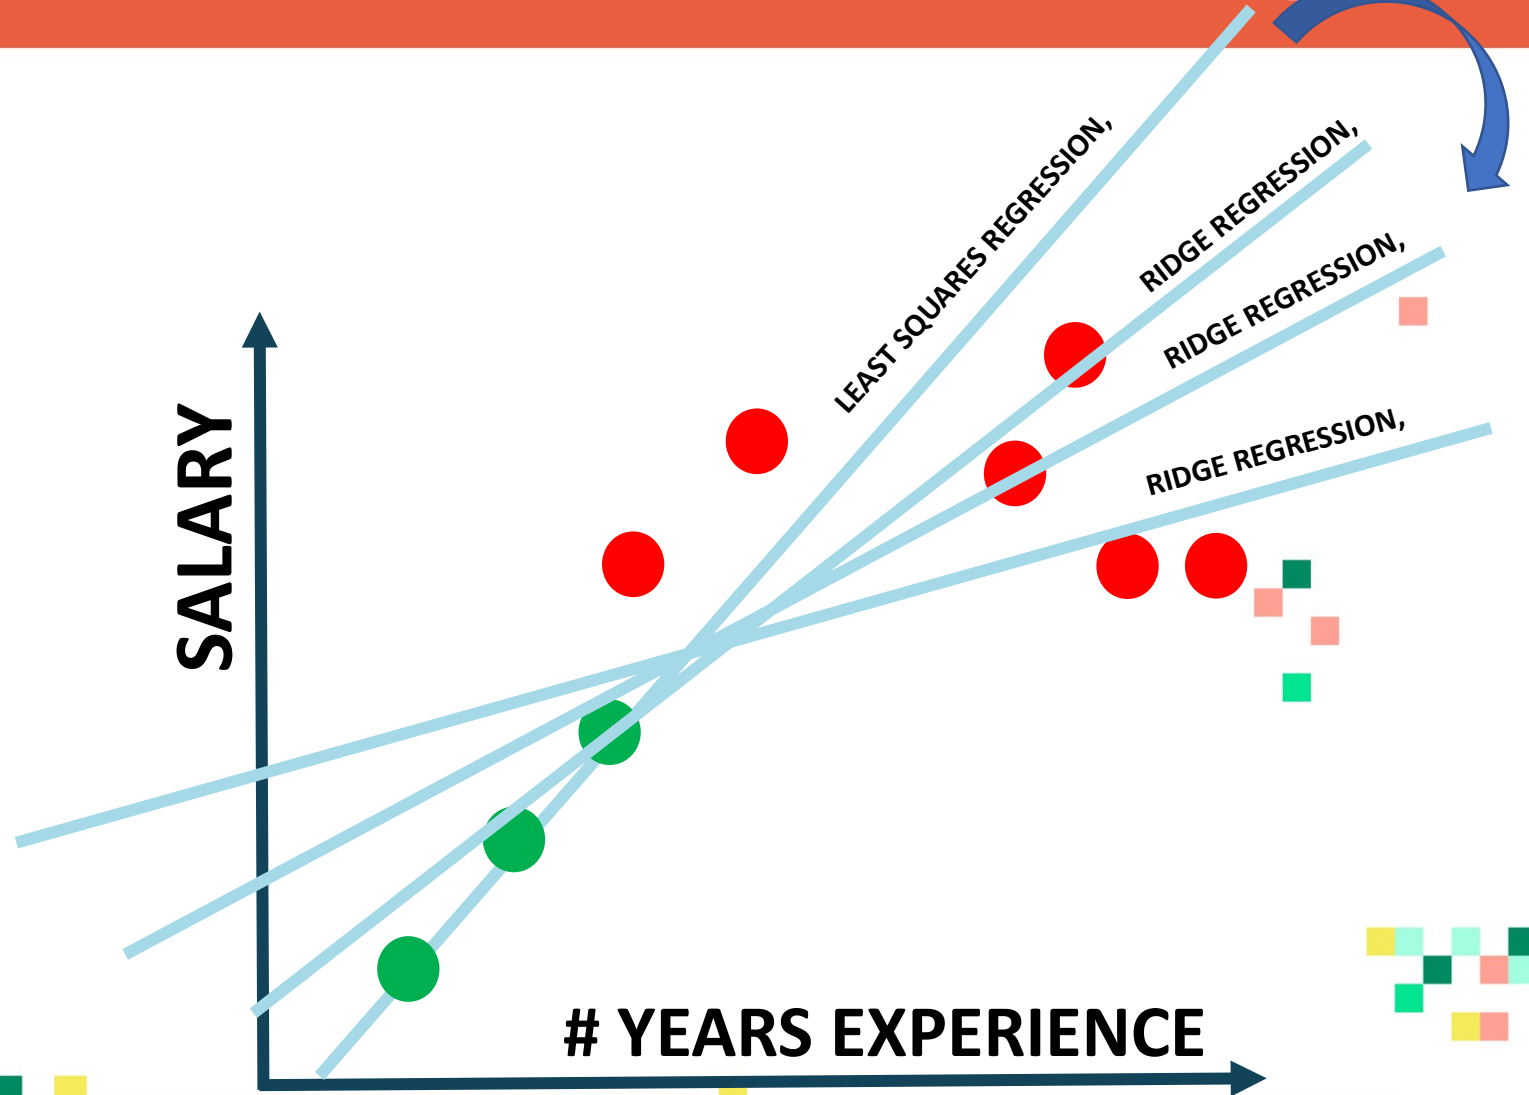 LEAST SQUARES REGRESSION,
RIDGE REGRESSION,
RIDGE REGRESSION,
RIDGE REGRESSION,
SALARY
# YEARS EXPERIENCE